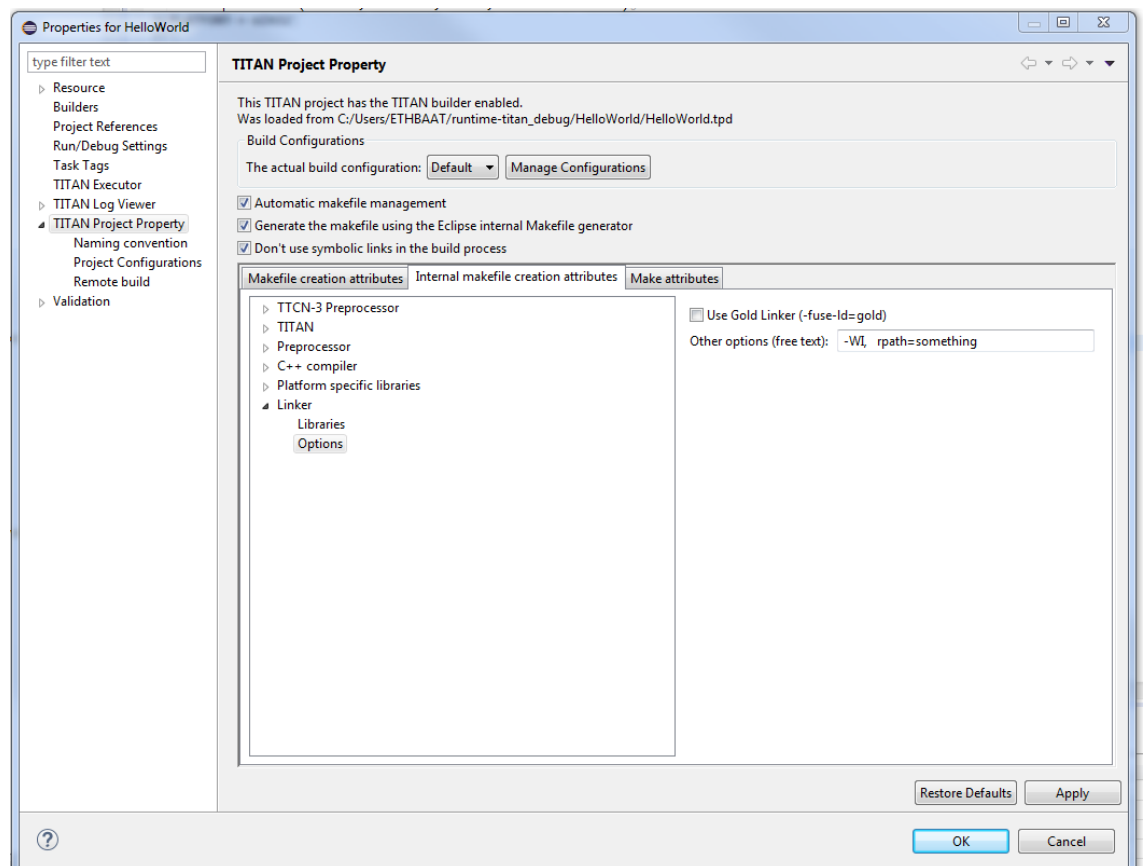 Properties for HelloWorld
type filter text
Resource
Builders
Project References
Run/Debug Settings
Task Tags
TITAN Executor
TITAN Log Viewer
TITAN Project Property
Naming convention
Project Configurations
Remote build
Validation
TITAN Project Property
This TITAN project has the TITAN builder enabled.
Was loaded from C:/Users/ETHBAAT/runtime-titan_debug/HelloWorld/HelloWorld.tpd
Build Configurations
The actual build configuration: Default Manage Configurations
Automatic makefile management
Generate the makefile using the Eclipse internal Makefile generator
Don't use symbolic links in the build process
Makefile creation attributes Internal makefile creation attributes Make attributes
TTCN-3 Preprocessor
TITAN
Preprocessor
C++ compiler
Platform specific libraries
Linker
Libraries
Options
Use Gold Linker (-fuse-ld=gold)
Other options (free text): -Wl, rpath=something
Restore Defaults Apply
OK Cancel